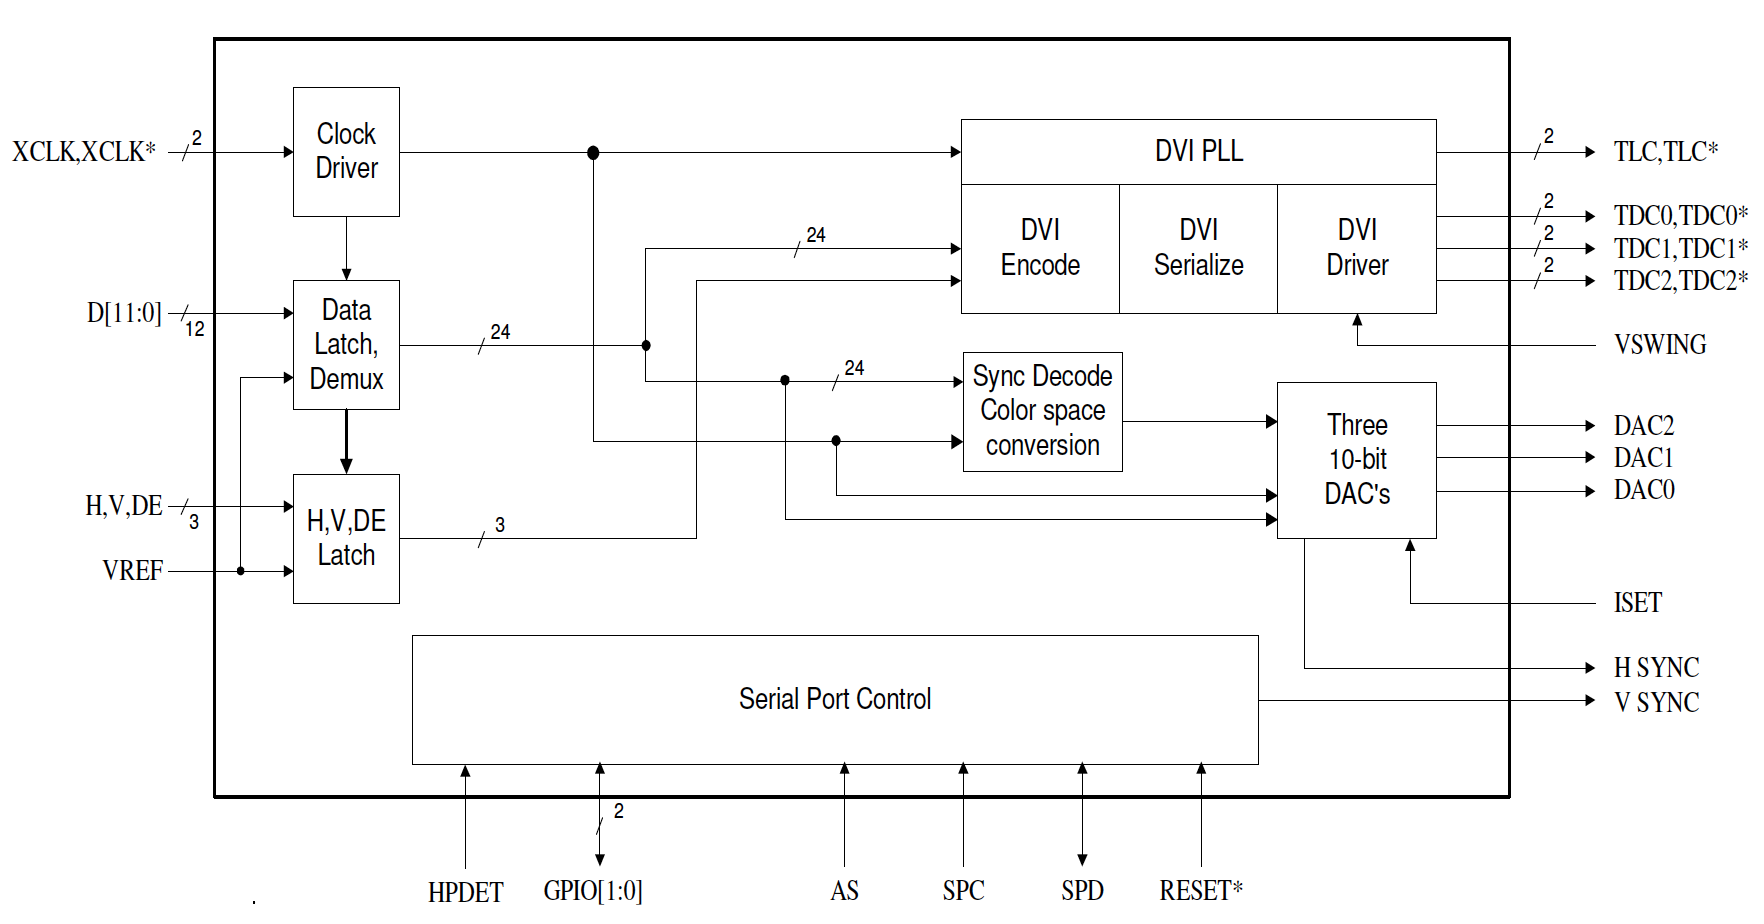 XCLK,XCLK*
2
Clock
Driver
DVI PLL
2
TLC,TLC*
DVI
Encode
DVI
Serialize
DVI
Driver
2
TDC0,TDC0*
2
TDC1,TDC1*
2
TDC2,TDC2*
24
D[11:0]
12
Data
Latch,
Demux
24
VSWING
24
Sync Decode
Color space
conversion
Three
10-bit
DAC's
DAC2
DAC1
DAC0
H,V,DE
3
VREF
H,V,DE
Latch
3
ISET
H SYNC
V SYNC
Serial Port Control
2
HPDET
GPIO[1:0]
AS
SPC
SPD
RESET*